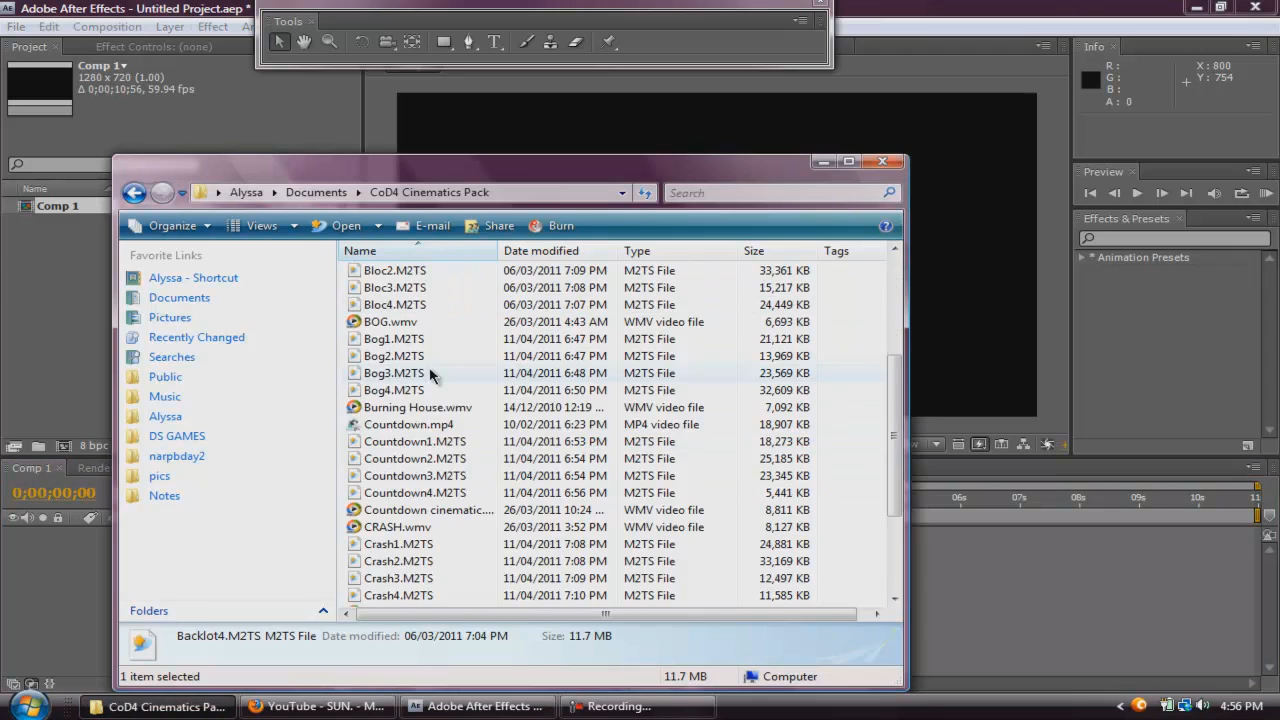 Adobe After Effects - Untitled Project.aep *
File Edit Composition Layer Effect
Tools
Project Effect Controls: (none)
Info
Comp 1
1280 x 720 (1.00)
Δ 0;00;10;56, 59.94 fps
R :
G :
B :
A : 0
X : 800
Y : 754
Preview
Effects & Presets
Animation Presets
Name
Comp 1
Alyssa Documents CoD4 Cinematics Pack
Search
Organize Views Open E-mail Share Burn
Favorite Links
Alyssa - Shortcut
Documents
Pictures
Recently Changed
Searches
Public
Music
Alyssa
DS GAMES
narpbday2
pics
Notes
Folders
Name Date modified Type Size Tags
Bloc2.M2TS 06/03/2011 7:09 PM M2TS File 33,361 KB
Bloc3.M2TS 06/03/2011 7:08 PM M2TS File 15,217 KB
Bloc4.M2TS 06/03/2011 7:07 PM M2TS File 24,449 KB
BOG.wmv 26/03/2011 4:43 AM WMV video file 6,693 KB
Bog1.M2TS 11/04/2011 6:47 PM M2TS File 21,121 KB
Bog2.M2TS 11/04/2011 6:47 PM M2TS File 13,969 KB
Bog3.M2TS 11/04/2011 6:48 PM M2TS File 23,569 KB
Bog4.M2TS 11/04/2011 6:50 PM M2TS File 32,609 KB
Burning House.wmv 14/12/2010 12:19 ... WMV video file 7,092 KB
Countdown.mp4 10/02/2011 6:23 PM MP4 video file 18,907 KB
Countdown1.M2TS 11/04/2011 6:53 PM M2TS File 18,273 KB
Countdown2.M2TS 11/04/2011 6:54 PM M2TS File 25,185 KB
Countdown3.M2TS 11/04/2011 6:54 PM M2TS File 23,345 KB
Countdown4.M2TS 11/04/2011 6:56 PM M2TS File 5,441 KB
Countdown cinematic.... 26/03/2011 10:24 ... WMV video file 8,811 KB
CRASH.wmv 26/03/2011 3:52 PM WMV video file 8,127 KB
Crash1.M2TS 11/04/2011 7:08 PM M2TS File 24,881 KB
Crash2.M2TS 11/04/2011 7:08 PM M2TS File 33,169 KB
Crash3.M2TS 11/04/2011 7:09 PM M2TS File 12,497 KB
Crash4.M2TS 11/04/2011 7:10 PM M2TS File 11,585 KB
Backlot4.M2TS M2TS File Date modified: 06/03/2011 7:04 PM Size: 11.7 MB
1 item selected 11.7 MB Computer
8 bpc
Comp 1 Rende
0;00;00;00
06s 07s 08s 09s 10s 11
CoD4 Cinematics Pa... YouTube - SUN. - M... Adobe After Effects ... Recording... 4:56 PM